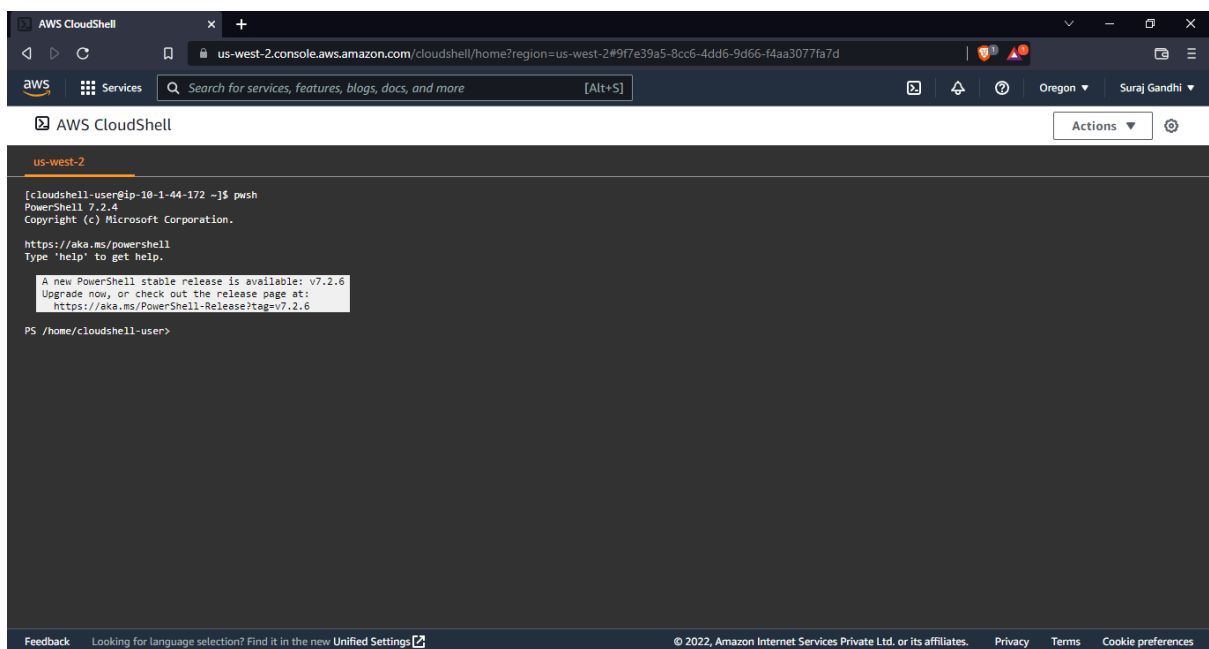 AWS CloudShell
us-west-2.console.aws.amazon.com/cloudshell/home?region=us-west-2#9f7e39a5-8cc6-4dd6-9d66-f4aa3077fa7d
aws Services Search for services, features, blogs, docs, and more [Alt+S] Oregon ▼ Suraj Gandhi ▼
AWS CloudShell Actions ▼
us-west-2
[cloudshell-user@ip-10-1-44-172 ~]$ pwsh
PowerShell 7.2.4
Copyright (c) Microsoft Corporation.
https://aka.ms/powershell
Type 'help' to get help.
A new PowerShell stable release is available: v7.2.6
Upgrade now, or check out the release page at:
https://aka.ms/PowerShell-Release?tag=v7.2.6
PS /home/cloudshell-user>
Feedback Looking for language selection? Find it in the new Unified Settings © 2022, Amazon Internet Services Private Ltd. or its affiliates. Privacy Terms Cookie preferences